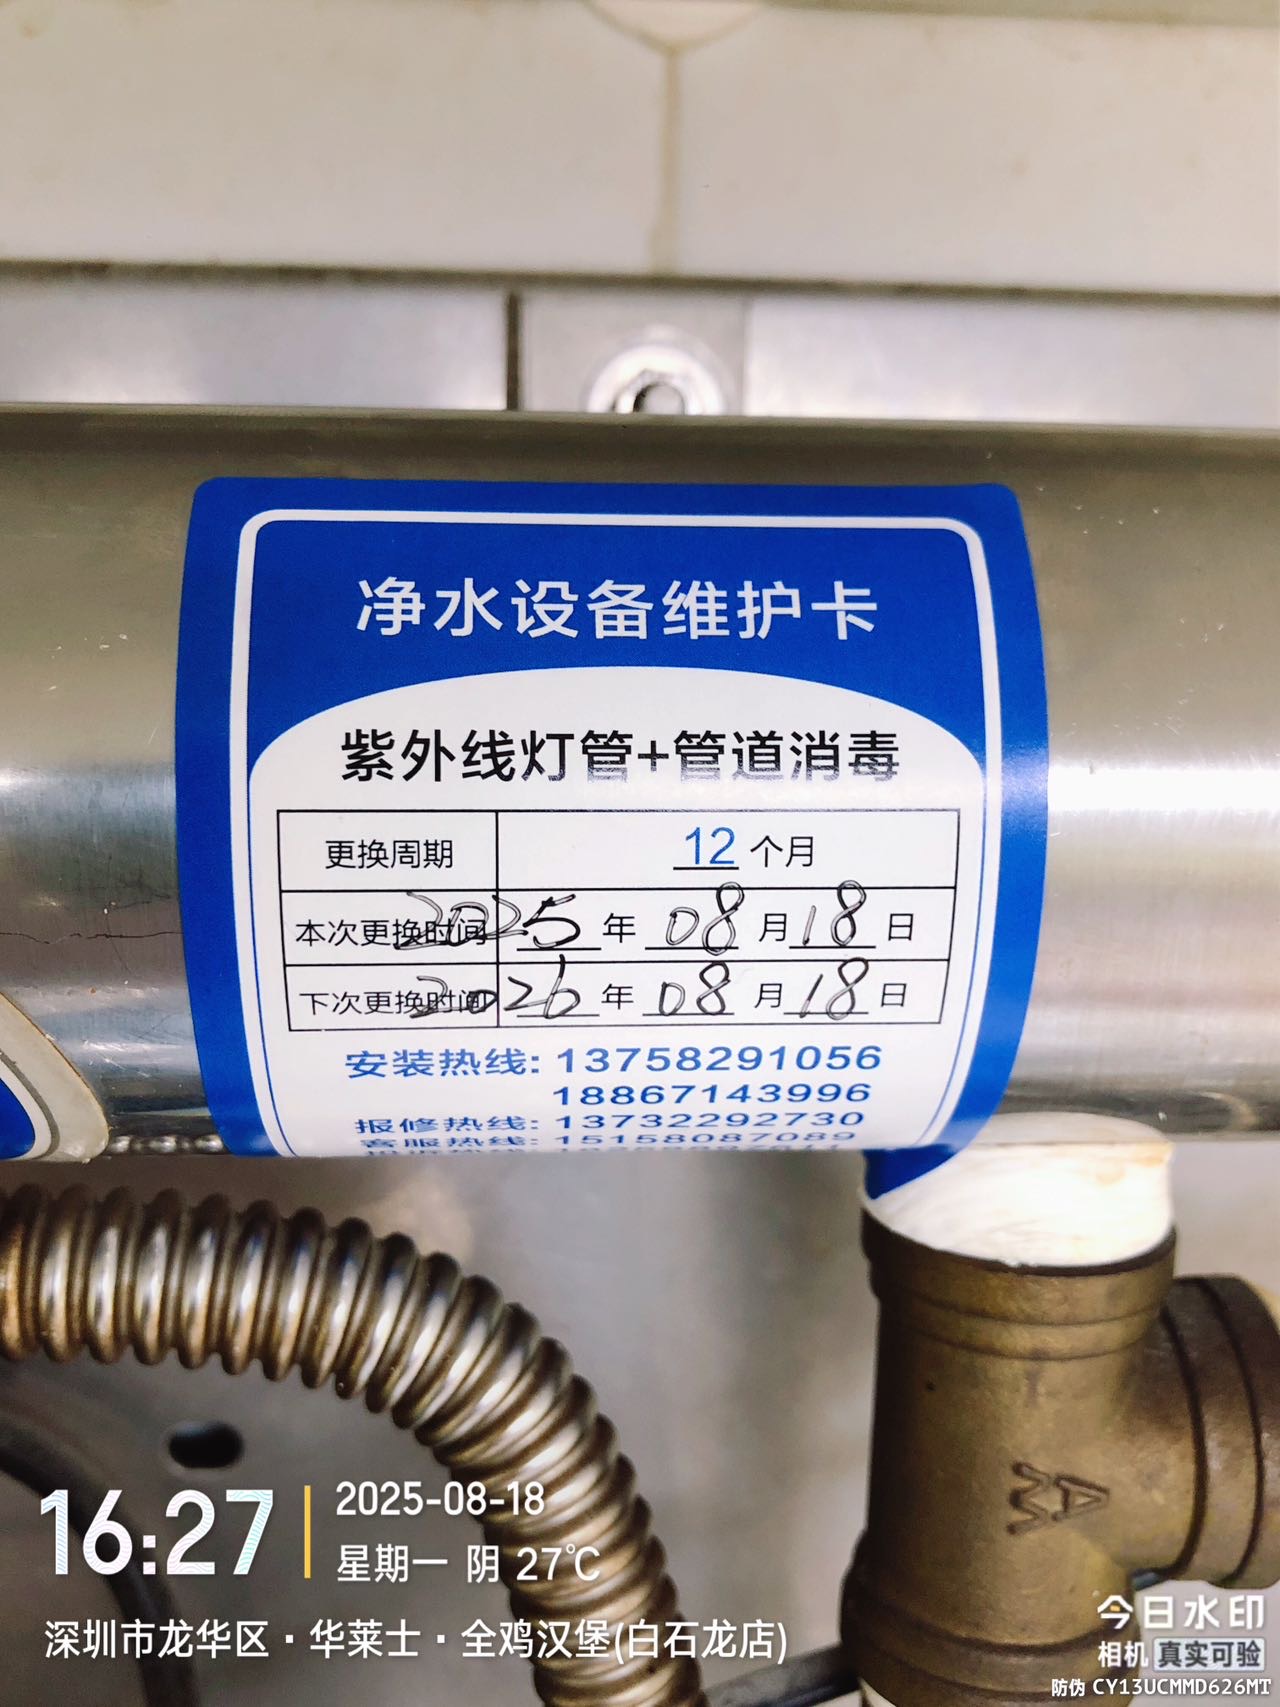 净水设备维护卡
紫外线灯管+管道消毒
更换周期 12 个月
本次更换时间 2025 年 08 月 18 日
下次更换时间 2026 年 08 月 18 日
安装热线: 13758291056
18867143996
报修热线: 13732292730
客服热线: 15158087089
AM
16:27
2025-08-18
星期一 阴 27℃
深圳市龙华区·华莱士·全鸡汉堡(白石龙店)
今日水印
相机 真实可验
防伪 CY13UCMMD626MT